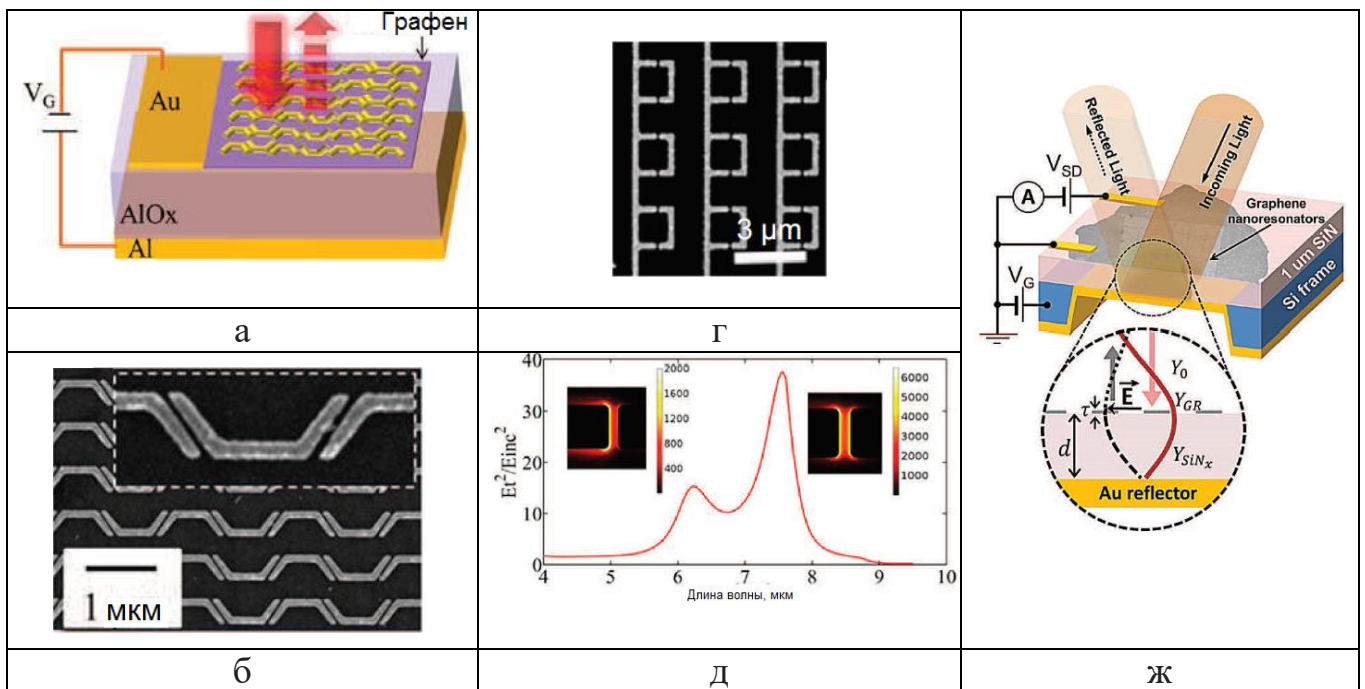 Графен
V_G
Au
AlOx
Al
а
3 µm
г
Reflected Light
Incoming Light
V_SD
A
Graphene
nanoresonators
1 um SiN
Si frame
V_G
Y_0
E
Y_GR
τ
d
Y_SiNx
Au reflector
ж
1 мкм
б
Et²/Einc²
40
30
20
10
0
4
5
6
7
8
9
10
2000
1600
1200
800
400
6000
5000
4000
3000
2000
1000
Длина волны, мкм
д